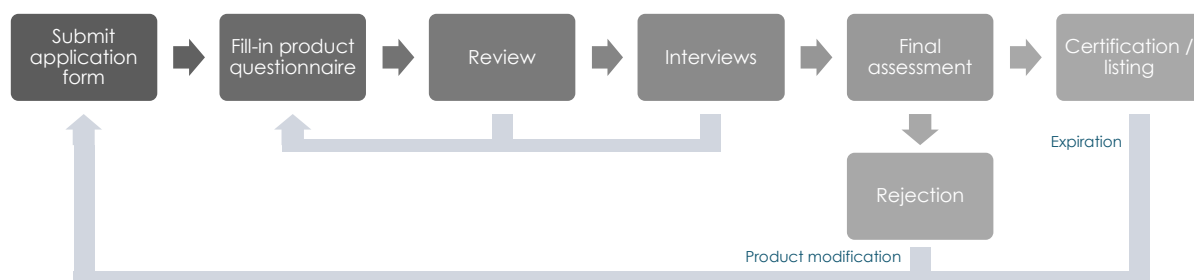 Submit
application
form
Fill-in product
questionnaire
Review
Interviews
Final
assessment
Certification /
listing
Expiration
Rejection
Product modification